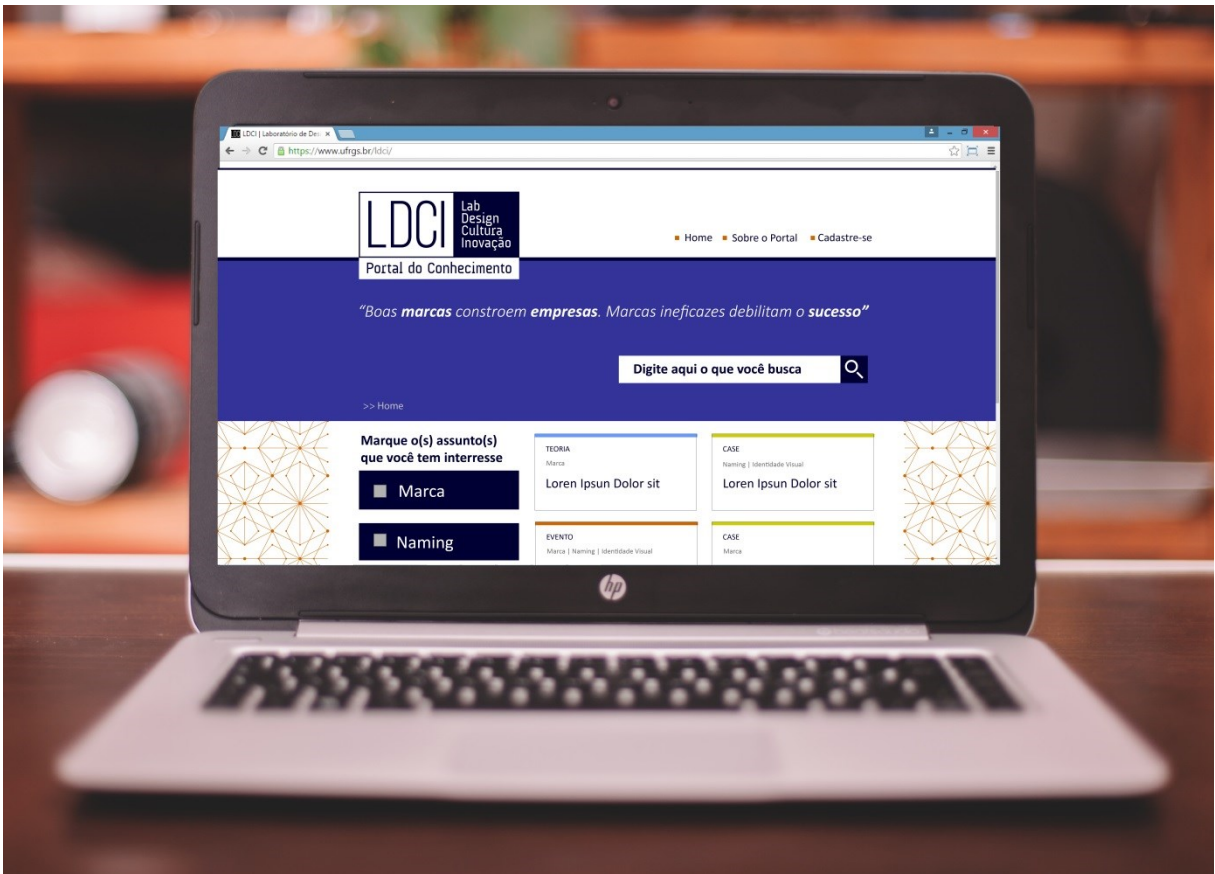 LDCI | Laboratório de Des
https://www.ufrgs.br/ldci/
LDCI
Lab
Design
Cultura
Inovação
Portal do Conhecimento
Home
Sobre o Portal
Cadastre-se
“Boas marcas constroem empresas. Marcas ineficazes debilitam o sucesso”
Digite aqui o que você busca
>> Home
Marque o(s) assunto(s)
que você tem interresse
Marca
Naming
TEORIA
Marca
Loren Ipsun Dolor sit
CASE
Naming | Identidade Visual
Loren Ipsun Dolor sit
EVENTO
Marca | Naming | Identidade Visual
CASE
Marca
hp